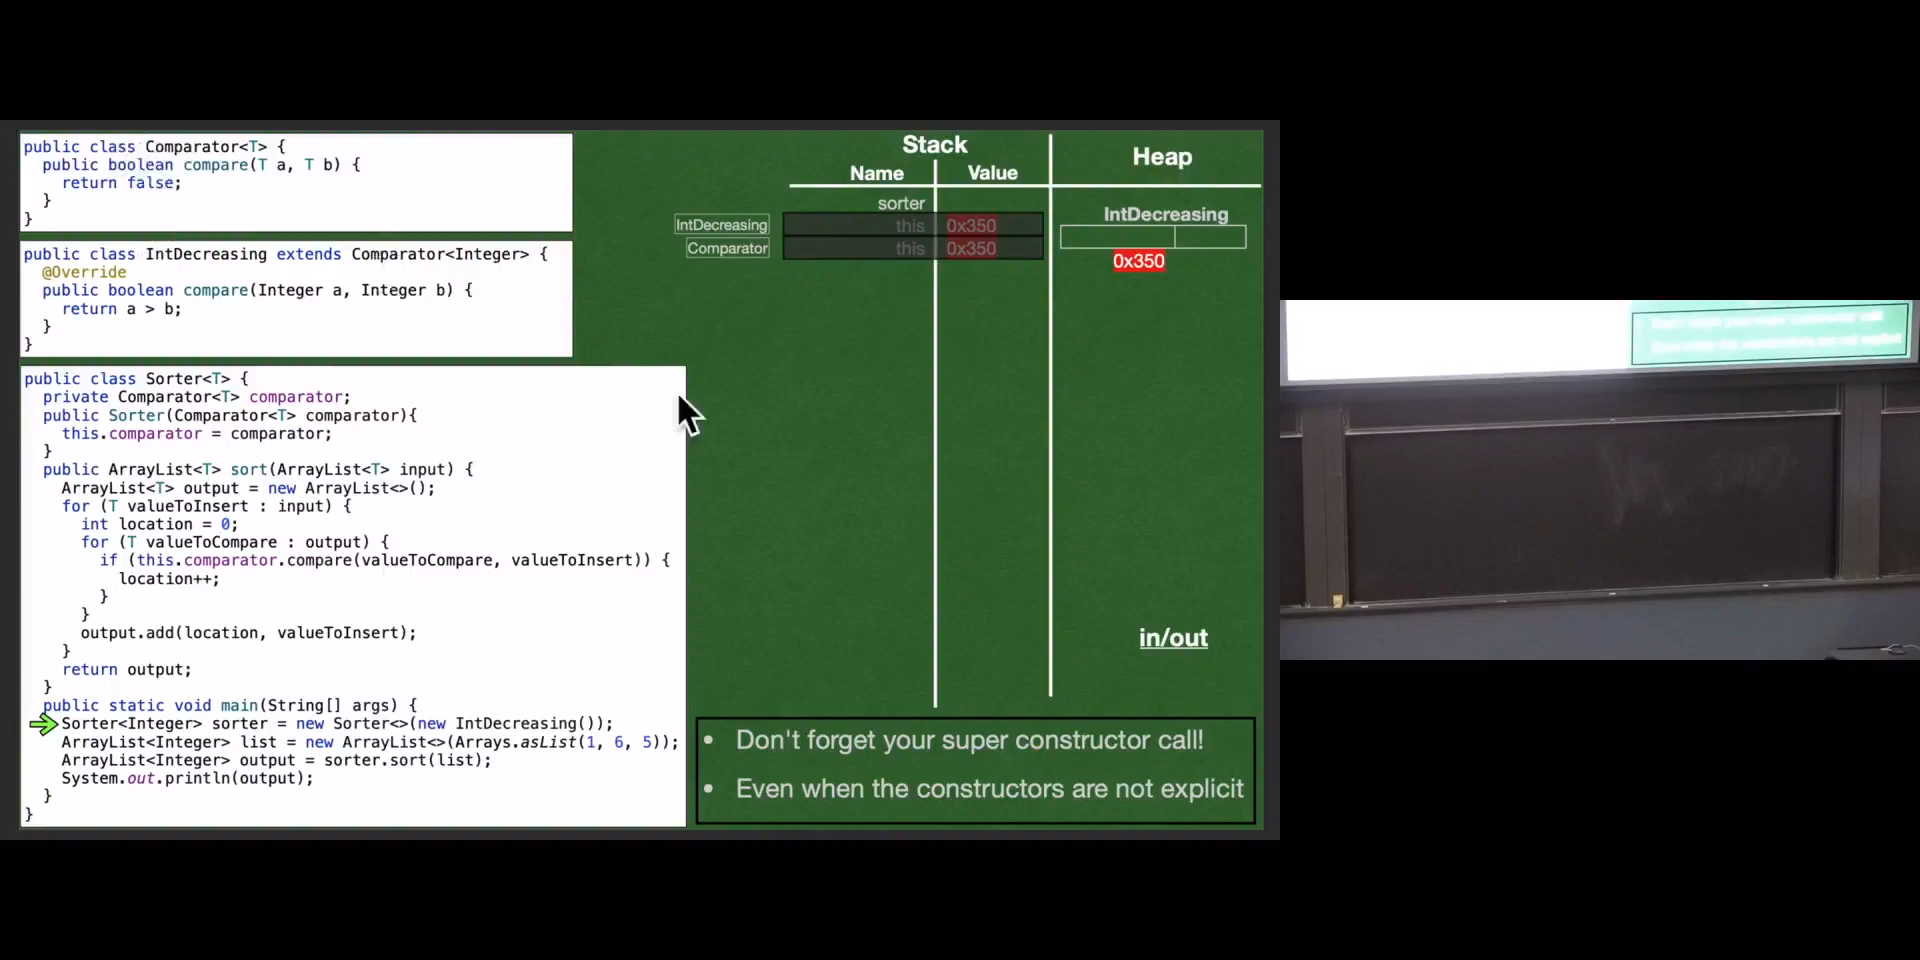 public class Comparator<T> {
  public boolean compare(T a, T b) {
    return false;
  }
}
public class IntDecreasing extends Comparator<Integer> {
  @Override
  public boolean compare(Integer a, Integer b) {
    return a > b;
  }
}
public class Sorter<T> {
  private Comparator<T> comparator;
  public Sorter(Comparator<T> comparator){
    this.comparator = comparator;
  }
  public ArrayList<T> sort(ArrayList<T> input) {
    ArrayList<T> output = new ArrayList<>();
    for (T valueToInsert : input) {
      int location = 0;
      for (T valueToCompare : output) {
        if (this.comparator.compare(valueToCompare, valueToInsert)) {
          location++;
        }
      }
      output.add(location, valueToInsert);
    }
    return output;
  }
  public static void main(String[] args) {
    Sorter<Integer> sorter = new Sorter<>(new IntDecreasing());
    ArrayList<Integer> list = new ArrayList<>(Arrays.asList(1, 6, 5));
    ArrayList<Integer> output = sorter.sort(list);
    System.out.println(output);
  }
}
Stack
Name Value
sorter
IntDecreasing this 0x350
Comparator this 0x350
Heap
IntDecreasing
0x350
in/out
• Don't forget your super constructor call!
• Even when the constructors are not explicit